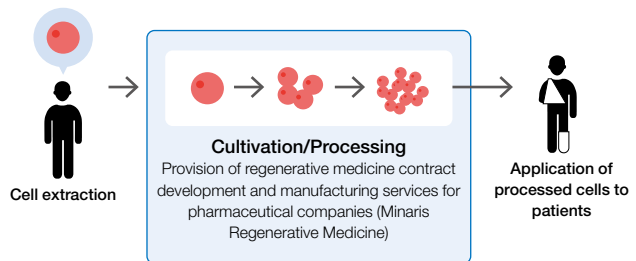 Cell extraction
Cultivation/Processing
Provision of regenerative medicine contract
development and manufacturing services for
pharmaceutical companies (Minaris
Regenerative Medicine)
Application of
processed cells to
patients